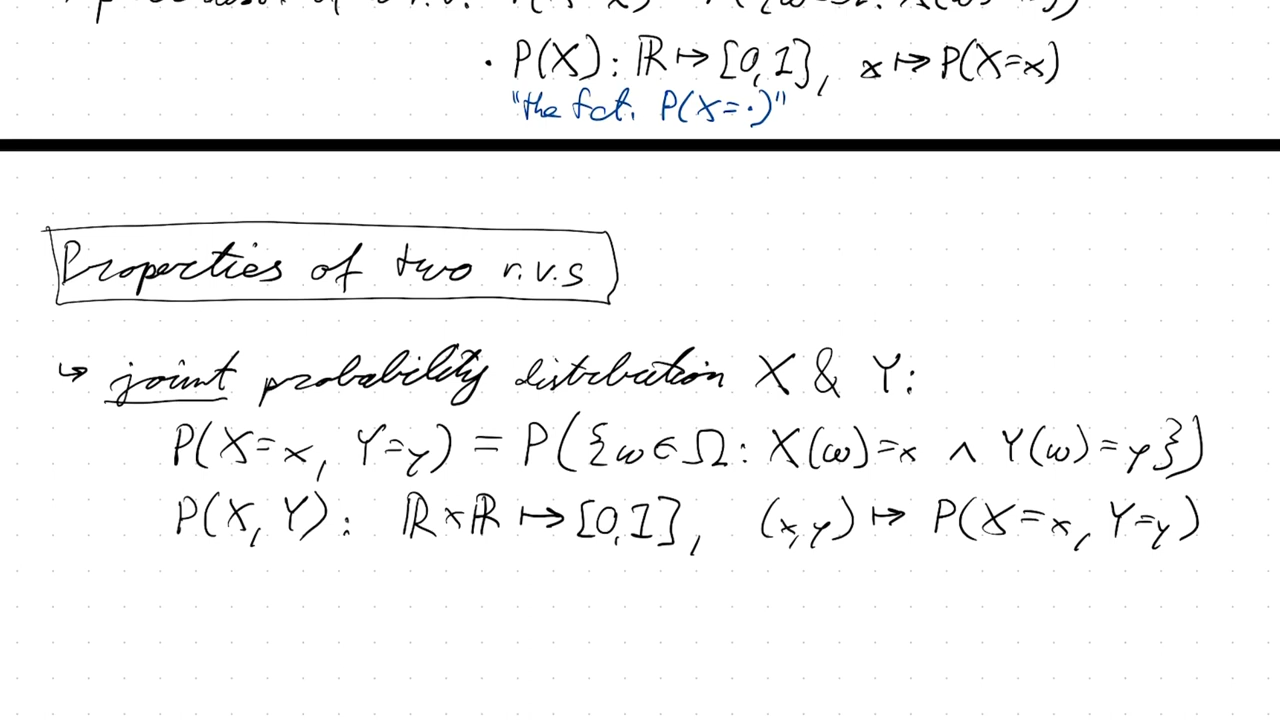 · P(X): ℝ ↦ [0,1], x ↦ P(X=x)
"the fct. P(X=·)"
Properties of two r.v.s
↳ joint probability distribution X & Y:
P(X=x, Y=y) = P({ω∈Ω: X(ω)=x ∧ Y(ω)=y})
P(X, Y): ℝ×ℝ ↦ [0,1], (x,y) ↦ P(X=x, Y=y)